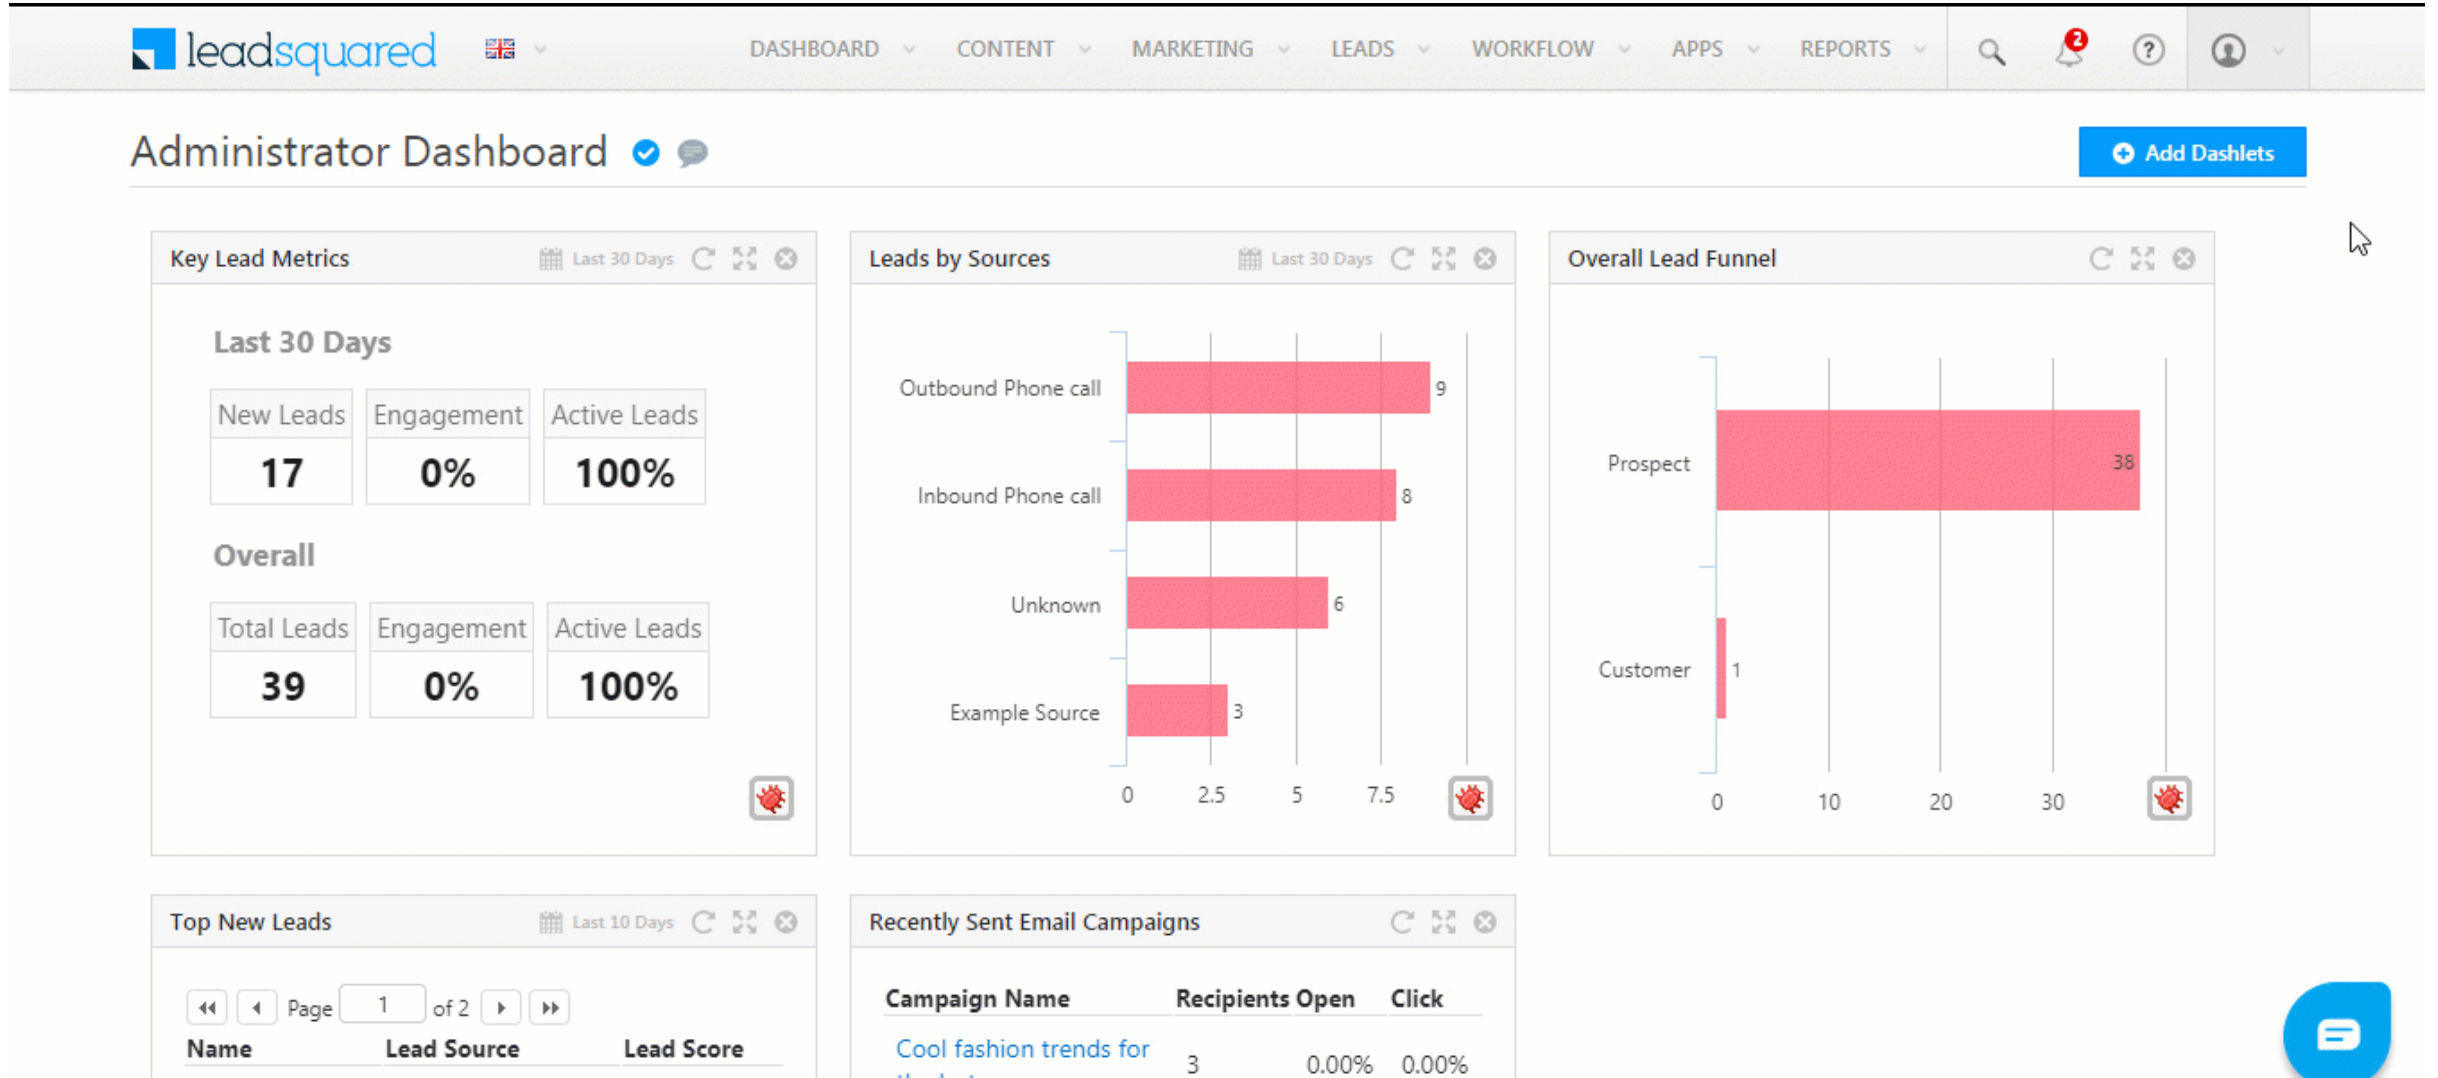 leadsquared
DASHBOARD CONTENT MARKETING LEADS WORKFLOW APPS REPORTS 2 ?
Administrator Dashboard
Add Dashlets
Key Lead Metrics Last 30 Days
Last 30 Days
New Leads Engagement Active Leads
17 0% 100%
Overall
Total Leads Engagement Active Leads
39 0% 100%
Leads by Sources Last 30 Days
Outbound Phone call 9
Inbound Phone call 8
Unknown 6
Example Source 3
0 2.5 5 7.5
Overall Lead Funnel
Prospect 38
Customer 1
0 10 20 30
Top New Leads Last 10 Days
Page 1 of 2
Name Lead Source Lead Score
Recently Sent Email Campaigns
Campaign Name Recipients Open Click
Cool fashion trends for
3 0.00% 0.00%